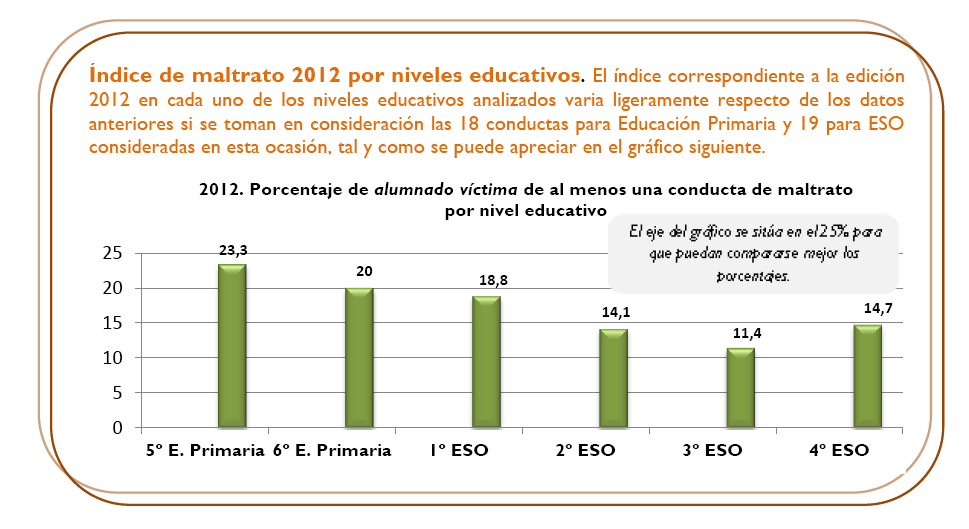 Índice de maltrato 2012 por niveles educativos. El índice correspondiente a la edición
2012 en cada uno de los niveles educativos analizados varia ligeramente respecto de los datos
anteriores si se toman en consideración las 18 conductas para Educación Primaria y 19 para ESO
consideradas en esta ocasión, tal y como se puede apreciar en el gráfico siguiente.
2012. Porcentaje de alumnado víctima de al menos una conducta de maltrato
por nivel educativo
El eje del gráfico se sitúa en el 25% para
que puedan compararse mejor los
porcentajes.
25
20
15
10
5
0
23,3
20
18,8
14,1
11,4
14,7
5º E. Primaria 6º E. Primaria 1º ESO 2º ESO 3º ESO 4º ESO